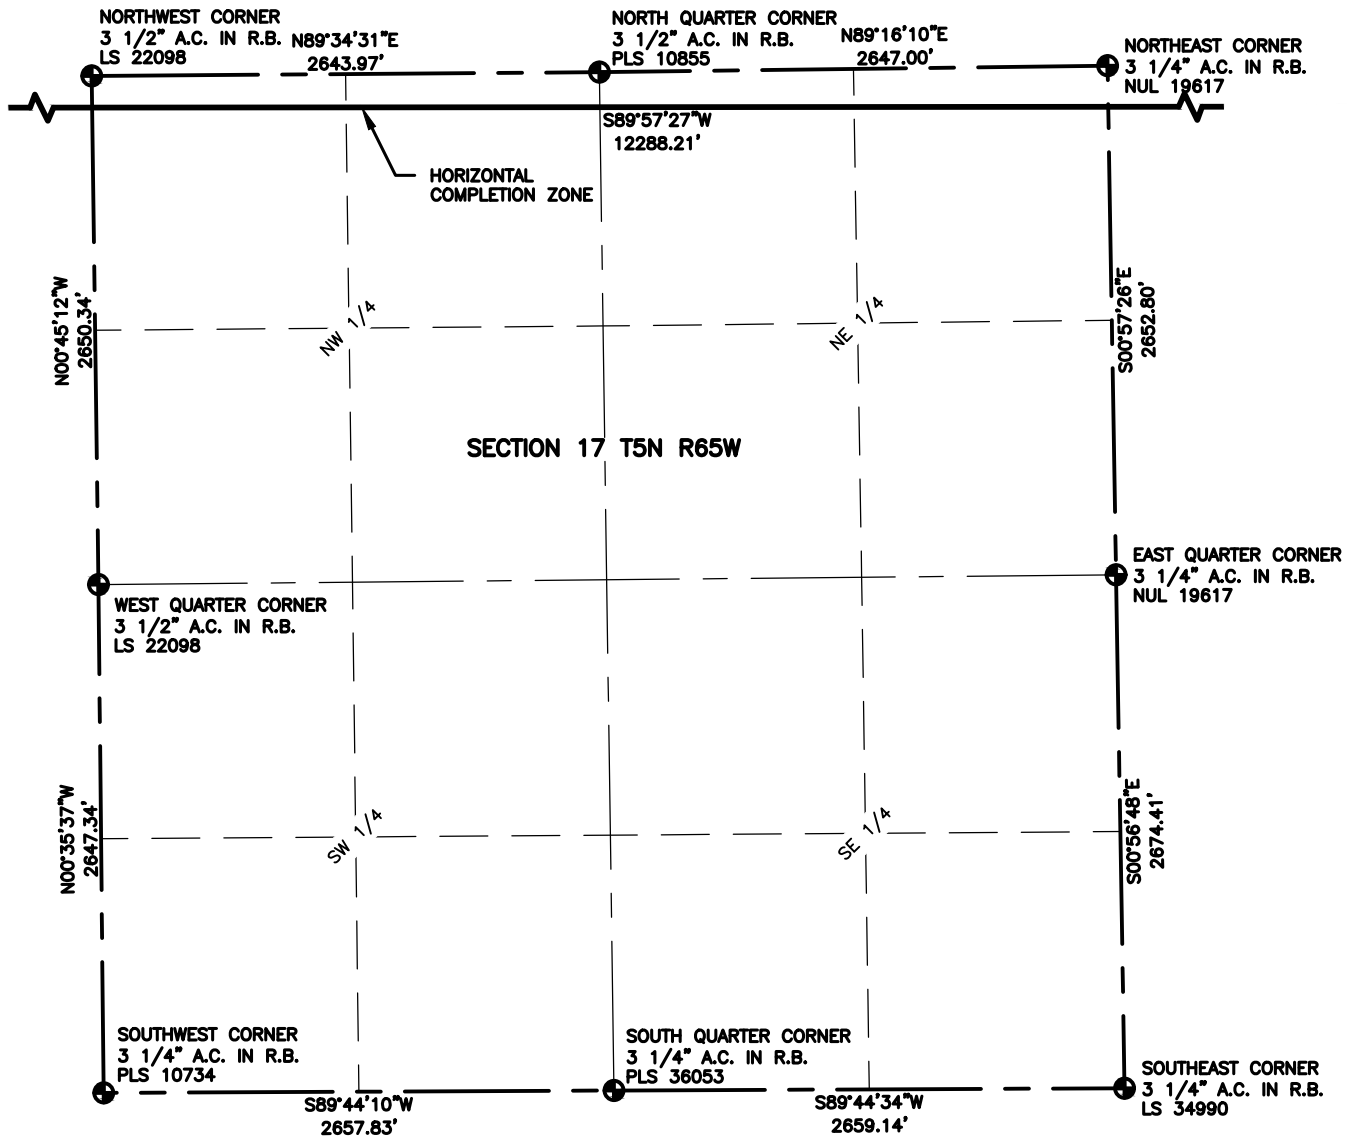 NORTHWEST CORNER
3 1/2" A.C. IN R.B.
LS 22098
N89°34'31"E
2643.97'
NORTH QUARTER CORNER
3 1/2" A.C. IN R.B.
PLS 10855
N89°16'10"E
2647.00'
NORTHEAST CORNER
3 1/4" A.C. IN R.B.
NUL 19617
S89°57'27"W
12288.21'
HORIZONTAL
COMPLETION ZONE
N00°45'12"W
2650.34'
NW 1/4
NE 1/4
S00°57'26"E
2652.80'
SECTION 17 T5N R65W
WEST QUARTER CORNER
3 1/2" A.C. IN R.B.
LS 22098
EAST QUARTER CORNER
3 1/4" A.C. IN R.B.
NUL 19617
N00°35'37"W
2647.34'
SW 1/4
SE 1/4
S00°56'48"E
2674.41'
SOUTHWEST CORNER
3 1/4" A.C. IN R.B.
PLS 10734
S89°44'10"W
2657.83'
SOUTH QUARTER CORNER
3 1/4" A.C. IN R.B.
PLS 36053
S89°44'34"W
2659.14'
SOUTHEAST CORNER
3 1/4" A.C. IN R.B.
LS 34990